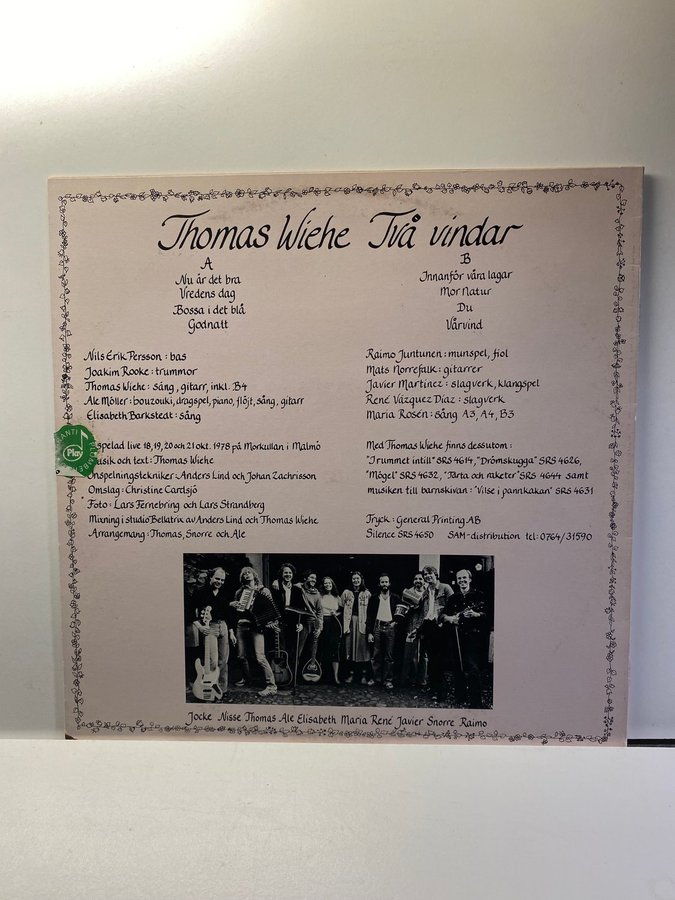 Thomas Wiehe Två vindar
A
Nu är det bra
Vredens dag
Bossa i det blå
Godnatt
B
Innanför våra lagar
Mor Natur
Du
Vårvind
Nils Erik Persson : bas
Joakim Rooke : trummor
Thomas Wiehe : sång, gitarr, inkl. B4
Ale Möller : bouzouki, dragspel, piano, flöjt, sång, gitarr
Elisabeth Barkstedt : sång
Raimo Juntunen : munspel, fiol
Mats Norrefalk : gitarrer
Javier Martinez : slagverk, klangspel
René Vázquez Díaz : slagverk
Maria Rosén : sång A3, A4, B3
spelad live 18, 19, 20 och 21 okt. 1978 på Mörkullan i Malmö
Musik och text : Thomas Wiehe
Inspelningstekniker : Anders Lind och Johan Zachrisson
Omslag : Christine Cardsjö
Foto : Lars Fernebring och Lars Strandberg
Mixning i studio Bellatrix av Anders Lind och Thomas Wiehe
Arrangemang : Thomas, Snorre och Ale
Med Thomas Wiehe finns dessutom :
"I rummet intill" SRS 4614, "Drömskugga" SRS 4626,
"Mögel" SRS 4632, "Tårta och raketer" SRS 4644 samt
musiken till barnskivan : "Vilse i pannkakan" SRS 4631
Tryck : General Printing AB
Silence SRS 4650 SAM-distribution tel: 0764/31590
Play
Jocke Nisse Thomas Ale Elisabeth Maria René Javier Snorre Raimo